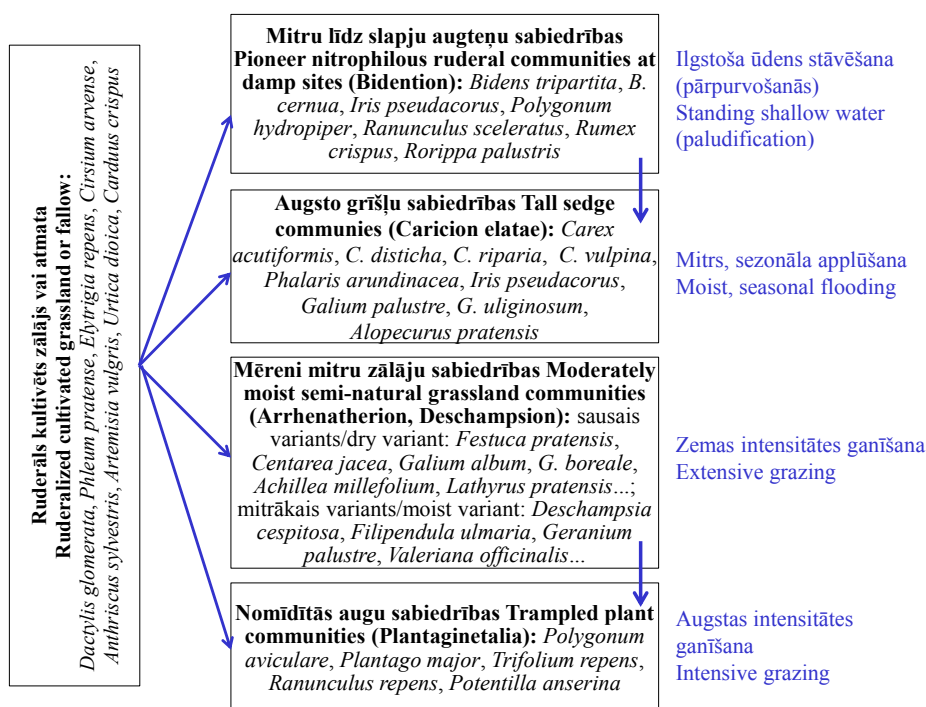 Ruderāls kultivēts zālājs vai atmata
Ruderalized cultivated grassland or fallow:
Dactylis glomerata, Pheum pratense, Elytrigia repens, Cirsium arvense,
Anthriscus sylvestris, Artemisia vulgris, Urtica dioica, Carduus crispus
Mitru līdz slapju augteņu sabiedrības
Pioneer nitrophilous ruderal communities at
damp sites (Bidention): Bidens tripartita, B.
cernua, Iris pseudacorus, Polygonum
hydropiper, Ranunculus sceleratus, Rumex
crispus, Rorippa palustris
Ilgstoša ūdens stāvēšana
(pārpurvošanās)
Standing shallow water
(paludification)
Augsto grīšļu sabiedrības Tall sedge
communies (Caricion elatae): Carex
acutiformis, C. disticha, C. riparia, C. vulpina,
Phalaris arundinacea, Iris pseudacorus,
Galium palustre, G. uliginosum,
Alopecurus pratensis
Mitrs, sezonāla applūšana
Moist, seasonal flooding
Mēreni mitru zālāju sabiedrības Moderately
moist semi-natural grassland communities
(Arrhenatherion, Deschampsion): sausais
variants/dry variant: Festuca pratensis,
Centarea jacea, Galium album, G. boreale,
Achillea millefolium, Lathyrus pratensis...;
mitrākais variants/moist variant: Deschampsia
cespitosa, Filipendula ulmaria, Geranium
palustre, Valeriana officinalis...
Zemas intensitātes ganīšana
Extensive grazing
Nomīdītās augu sabiedrības Trampled plant
communities (Plantaginetalia): Polygonum
aviculare, Plantago major, Trifolium repens,
Ranunculus repens, Potentilla anserina
Augstas intensitātes
ganīšana
Intensive grazing